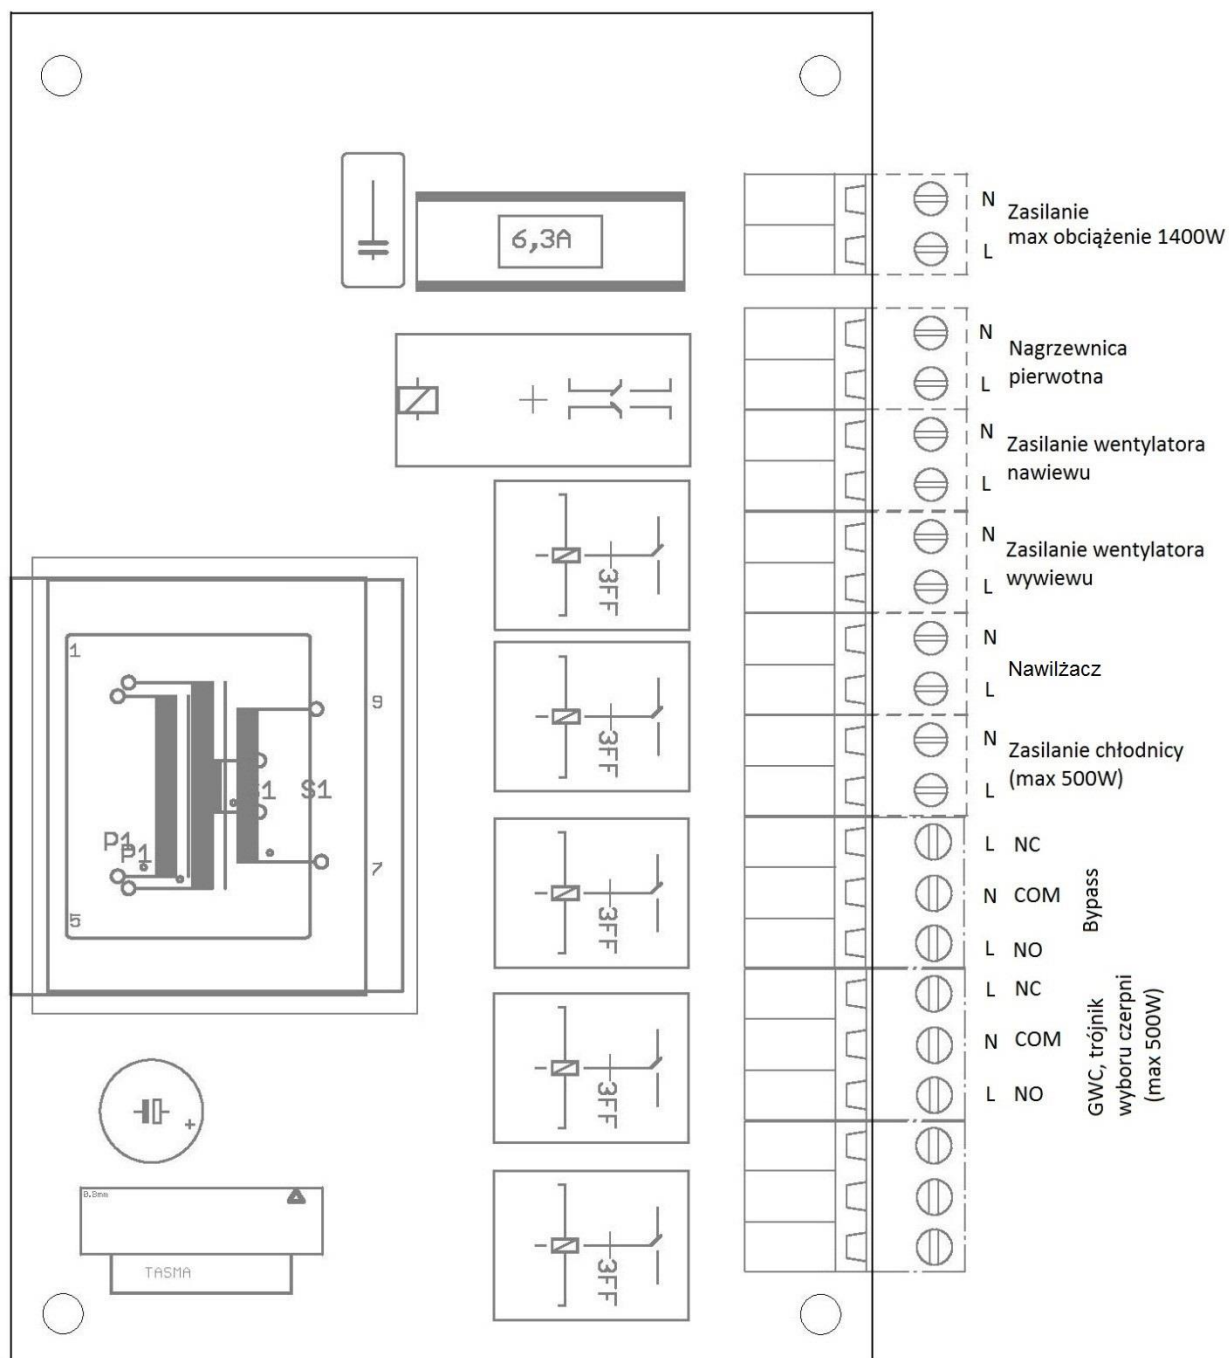 6,3A
N
Zasilanie
max obciążenie 1400W
L
N
Nagrzewnica
pierwotna
L
N
Zasilanie wentylatora
nawiewu
L
3FF
N
Zasilanie wentylatora
wywiewu
L
N
Nawilżacz
L
3FF
N
Zasilanie chłodnicy
(max 500W)
L
1
9
S1
P1
P1
7
5
3FF
L NC
N COM
L NO
Bypass
L NC
N COM
L NO
GWC, trójnik
wyboru czerpni
(max 500W)
3FF
+
0.8mm
TASMA
3FF